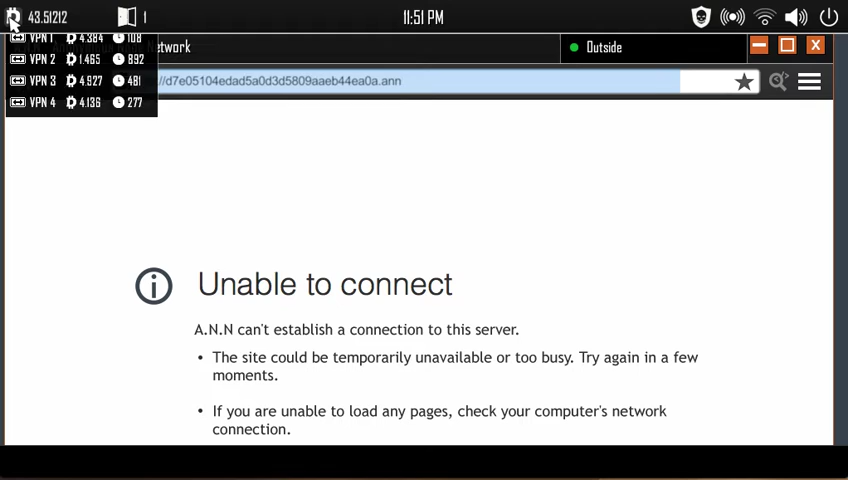 43.51212 1 11:51 PM
Network Outside
VPN 1 4.384 108
VPN 2 1.465 892
VPN 3 4.927 481
VPN 4 4.136 277
//d7e05104edad5a0d3d5809aaeb44ea0a.ann
Unable to connect
A.N.N can't establish a connection to this server.
• The site could be temporarily unavailable or too busy. Try again in a few
moments.
• If you are unable to load any pages, check your computer's network
connection.